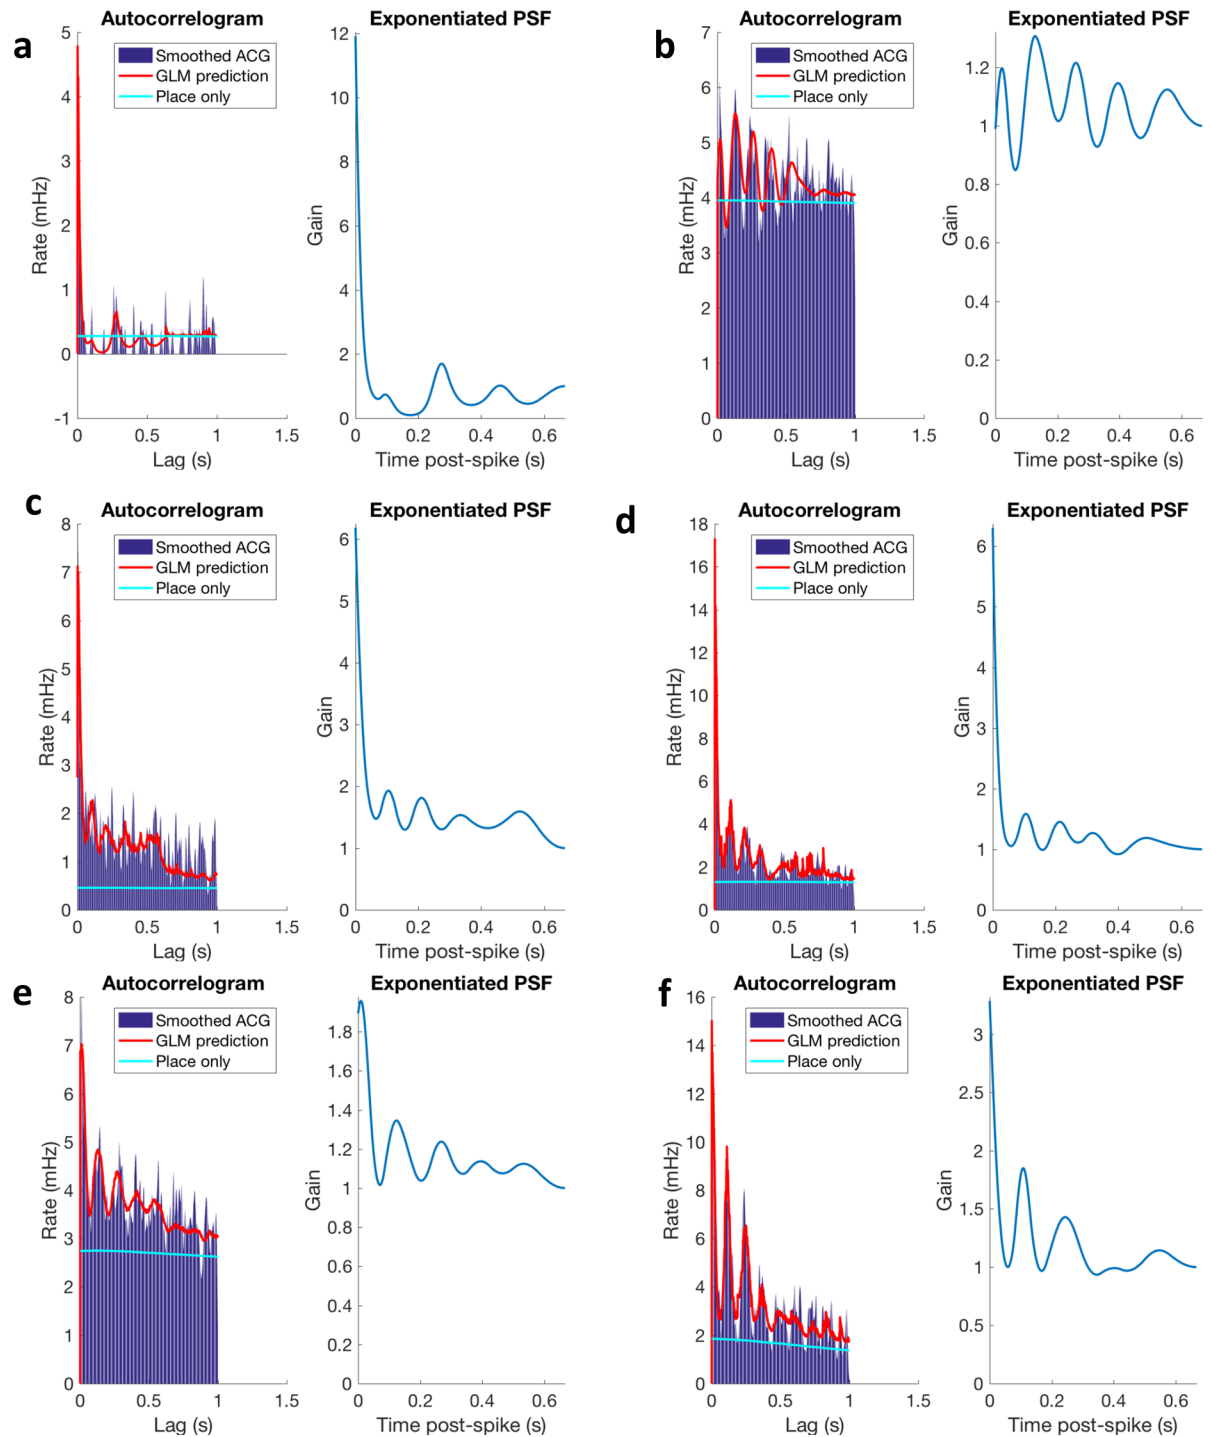 a
Autocorrelogram
Smoothed ACG
GLM prediction
Place only
Rate (mHz)
5
4
3
2
1
0
-1
0 0.5 1 1.5
Lag (s)
Exponentiated PSF
Gain
12
10
8
6
4
2
0
0 0.2 0.4 0.6
Time post-spike (s)
b
Autocorrelogram
Smoothed ACG
GLM prediction
Place only
Rate (mHz)
7
6
5
4
3
2
1
0
0 0.5 1 1.5
Lag (s)
Exponentiated PSF
Gain
1.2
1
0.8
0.6
0.4
0.2
0
0 0.2 0.4 0.6
Time post-spike (s)
c
Autocorrelogram
Smoothed ACG
GLM prediction
Place only
Rate (mHz)
8
7
6
5
4
3
2
1
0
0 0.5 1 1.5
Lag (s)
Exponentiated PSF
Gain
6
5
4
3
2
1
0
0 0.2 0.4 0.6
Time post-spike (s)
d
Autocorrelogram
Smoothed ACG
GLM prediction
Place only
Rate (mHz)
18
16
14
12
10
8
6
4
2
0
0 0.5 1 1.5
Lag (s)
Exponentiated PSF
Gain
6
5
4
3
2
1
0
0 0.2 0.4 0.6
Time post-spike (s)
e
Autocorrelogram
Smoothed ACG
GLM prediction
Place only
Rate (mHz)
8
7
6
5
4
3
2
1
0
0 0.5 1 1.5
Lag (s)
Exponentiated PSF
Gain
1.8
1.6
1.4
1.2
1
0.8
0.6
0.4
0.2
0
0 0.2 0.4 0.6
Time post-spike (s)
f
Autocorrelogram
Smoothed ACG
GLM prediction
Place only
Rate (mHz)
16
14
12
10
8
6
4
2
0
0 0.5 1 1.5
Lag (s)
Exponentiated PSF
Gain
3
2.5
2
1.5
1
0.5
0
0 0.2 0.4 0.6
Time post-spike (s)